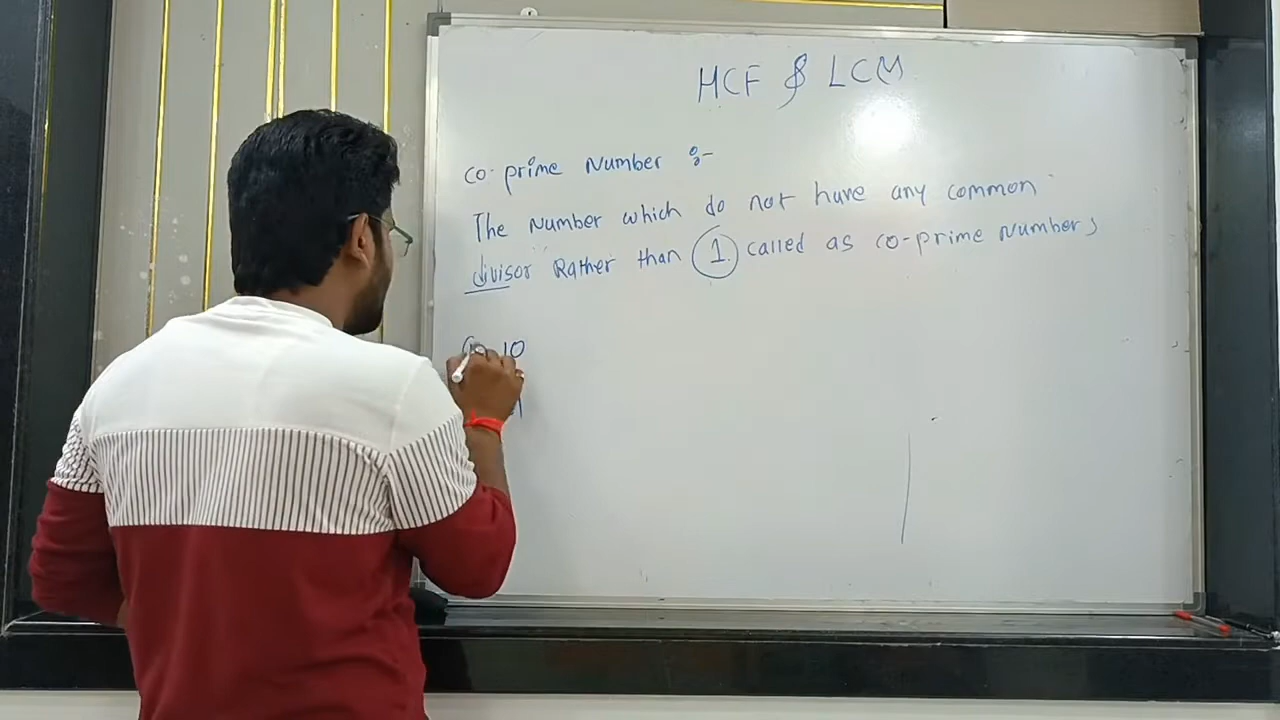 HCF & LCM
co-prime Number :-
The Number which do not have any common
divisor Rather than 1 called as co-prime Numbers
10